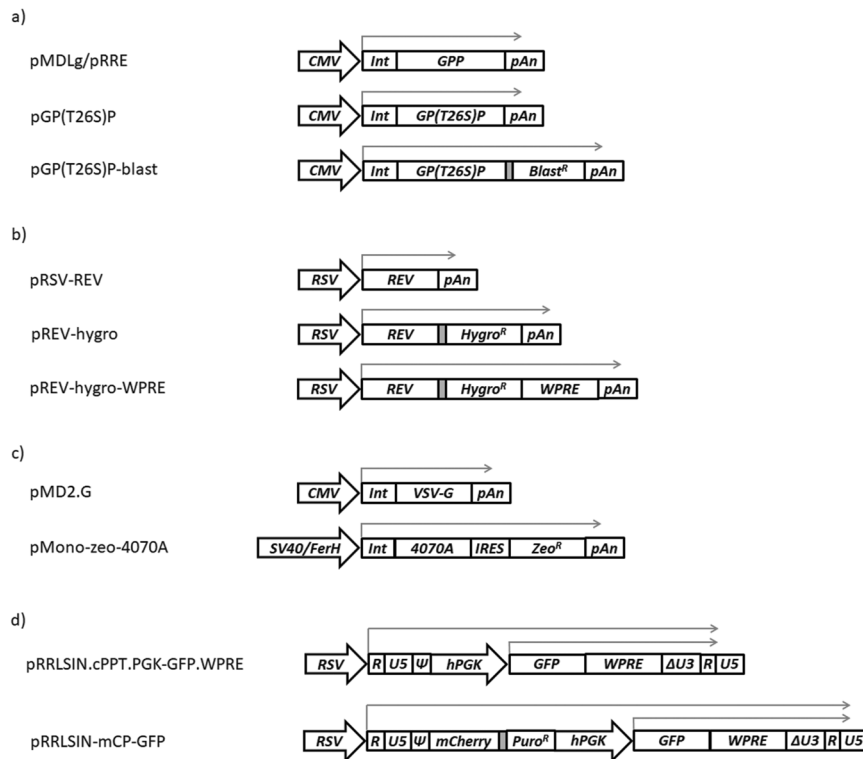 a)
pMDLg/pRRE CMV Int GPP pAn
pGP(T26S)P CMV Int GP(T26S)P pAn
pGP(T26S)P-blast CMV Int GP(T26S)P Blastᴿ pAn
b)
pRSV-REV RSV REV pAn
pREV-hygro RSV REV Hygroᴿ pAn
pREV-hygro-WPRE RSV REV Hygroᴿ WPRE pAn
c)
pMD2.G CMV Int VSV-G pAn
pMono-zeo-4070A SV40/FerH Int 4070A IRES Zeoᴿ pAn
d)
pRRLSIN.cPPT.PGK-GFP.WPRE RSV R U5 Ψ hPGK GFP WPRE ΔU3 R U5
pRRLSIN-mCP-GFP RSV R U5 Ψ mCherry Puroᴿ hPGK GFP WPRE ΔU3 R U5